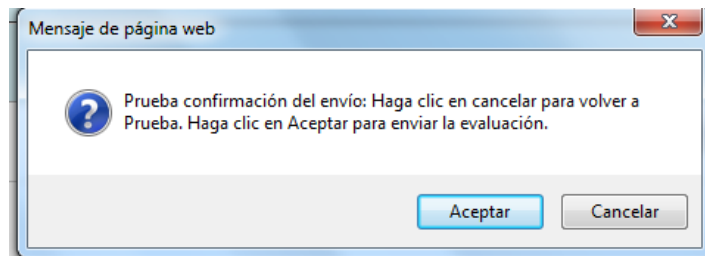 Mensaje de página web
Prueba confirmación del envío: Haga clic en cancelar para volver a
Prueba. Haga clic en Aceptar para enviar la evaluación.
Aceptar Cancelar